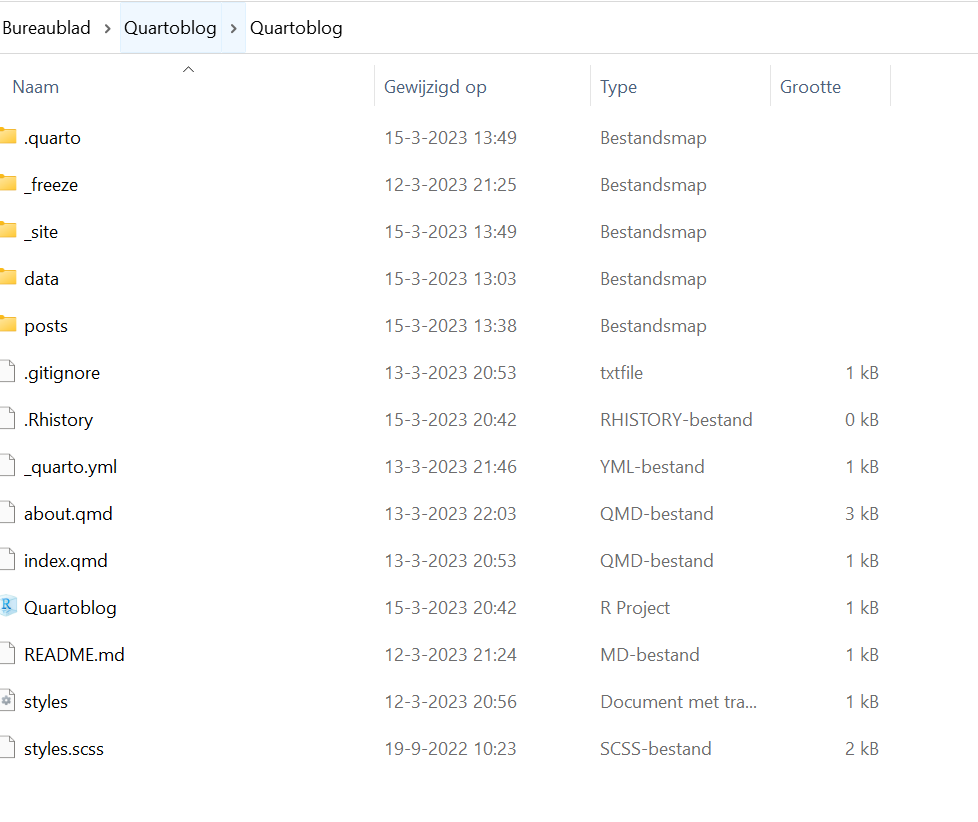 Bureaublad > Quartoblog > Quartoblog
Naam Gewijzigd op Type Grootte
.quarto 15-3-2023 13:49 Bestandsmap
_freeze 12-3-2023 21:25 Bestandsmap
_site 15-3-2023 13:49 Bestandsmap
data 15-3-2023 13:03 Bestandsmap
posts 15-3-2023 13:38 Bestandsmap
.gitignore 13-3-2023 20:53 txtfile 1 kB
.Rhistory 15-3-2023 20:42 RHISTORY-bestand 0 kB
_quarto.yml 13-3-2023 21:46 YML-bestand 1 kB
about.qmd 13-3-2023 22:03 QMD-bestand 3 kB
index.qmd 13-3-2023 20:53 QMD-bestand 1 kB
R Quartoblog 15-3-2023 20:42 R Project 1 kB
README.md 12-3-2023 21:24 MD-bestand 1 kB
styles 12-3-2023 20:56 Document met tra... 1 kB
styles.scss 19-9-2022 10:23 SCSS-bestand 2 kB